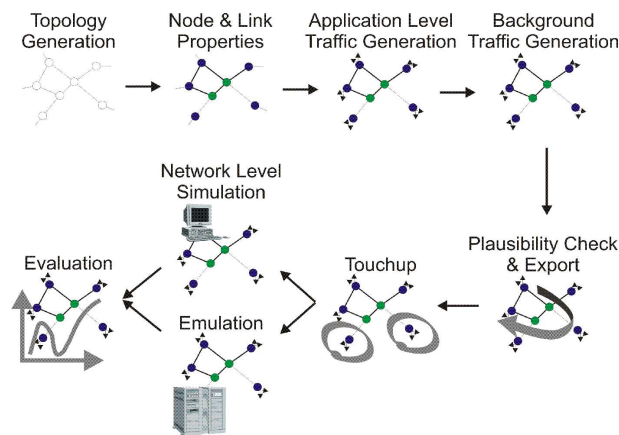 Topology
Generation
Node & Link
Properties
Application Level
Traffic Generation
Background
Traffic Generation
Network Level
Simulation
Evaluation
Emulation
Touchup
Plausibility Check
& Export